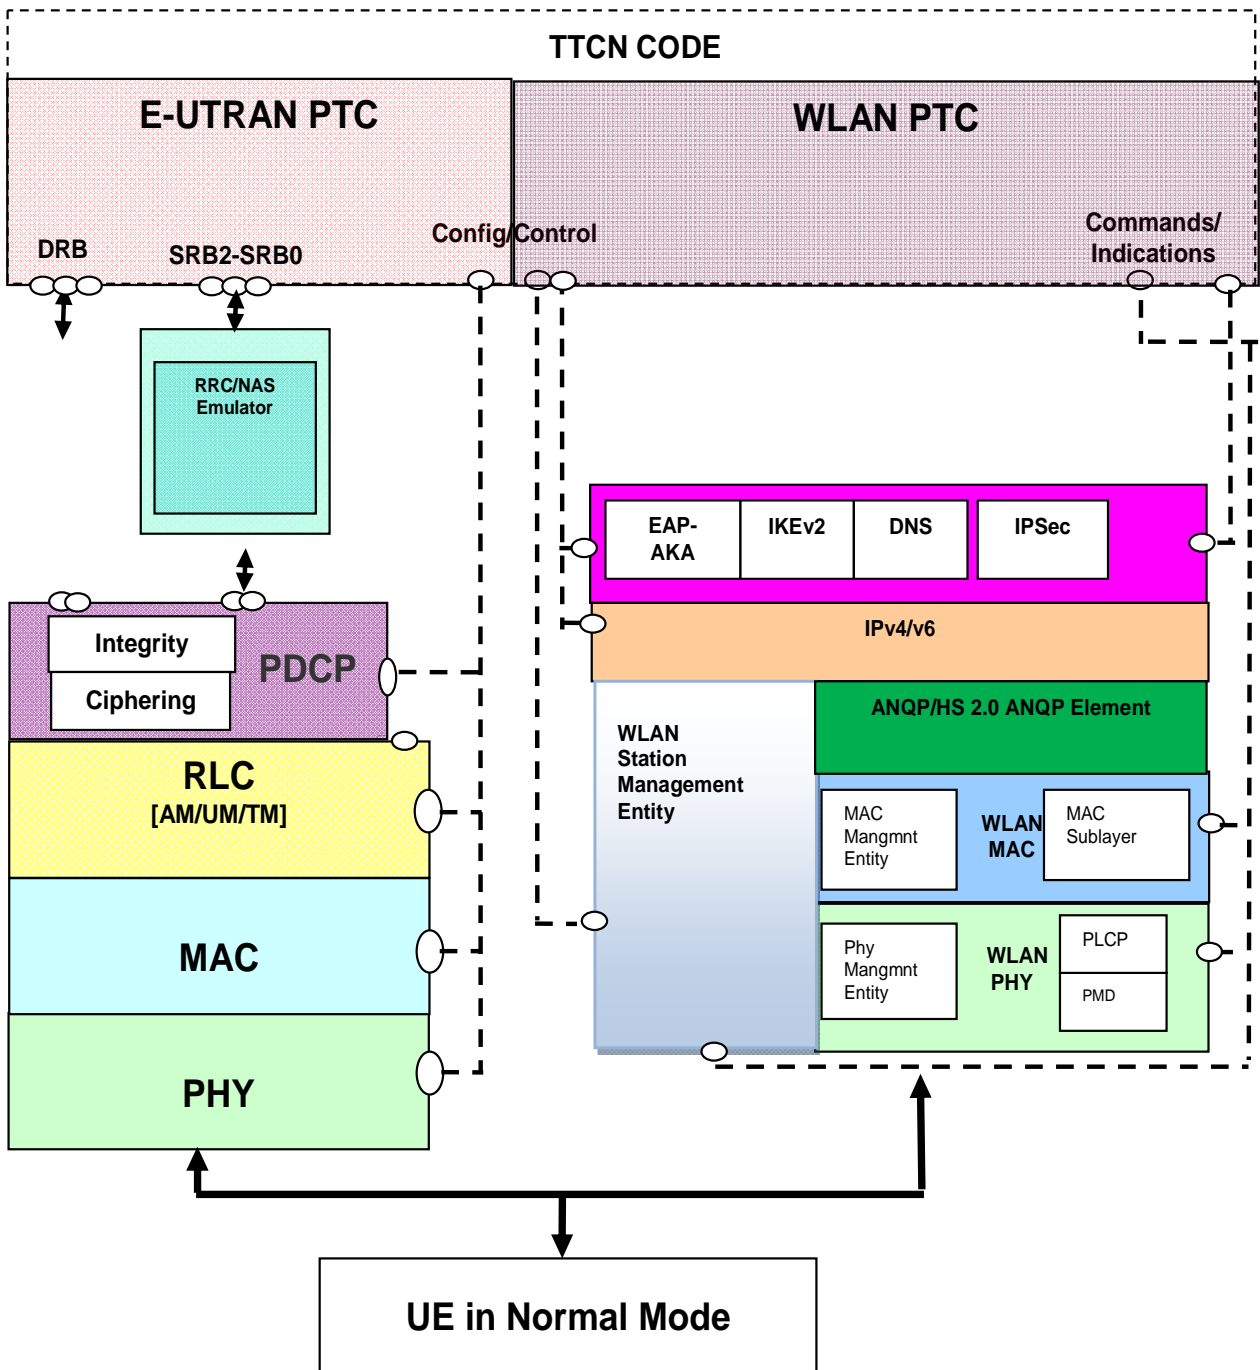 TTCN CODE
E-UTRAN PTC
WLAN PTC
DRB
SRB2-SRB0
Config/Control
Commands/
Indications
RRC/NAS
Emulator
EAP-
AKA
IKEv2
DNS
IPSec
IPv4/v6
Integrity
Ciphering
PDCP
ANQP/HS 2.0 ANQP Element
WLAN
Station
Management
Entity
RLC
[AM/UM/TM]
MAC
Mangmnt
Entity
WLAN
MAC
MAC
Sublayer
MAC
Phy
Mangmnt
Entity
WLAN
PHY
PLCP
PMD
PHY
UE in Normal Mode